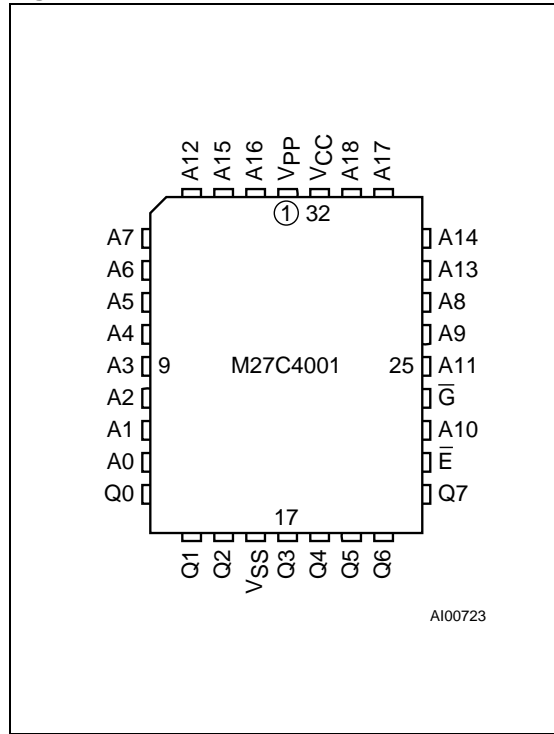 A12 A15 A16 VPP VCC A18 A17
1 32
A7 A14
A6 A13
A5 A8
A4 A9
A3 9 M27C4001 25 A11
A2 G̅
A1 A10
A0 E̅
Q0 Q7
17
Q1 Q2 VSS Q3 Q4 Q5 Q6
AI00723